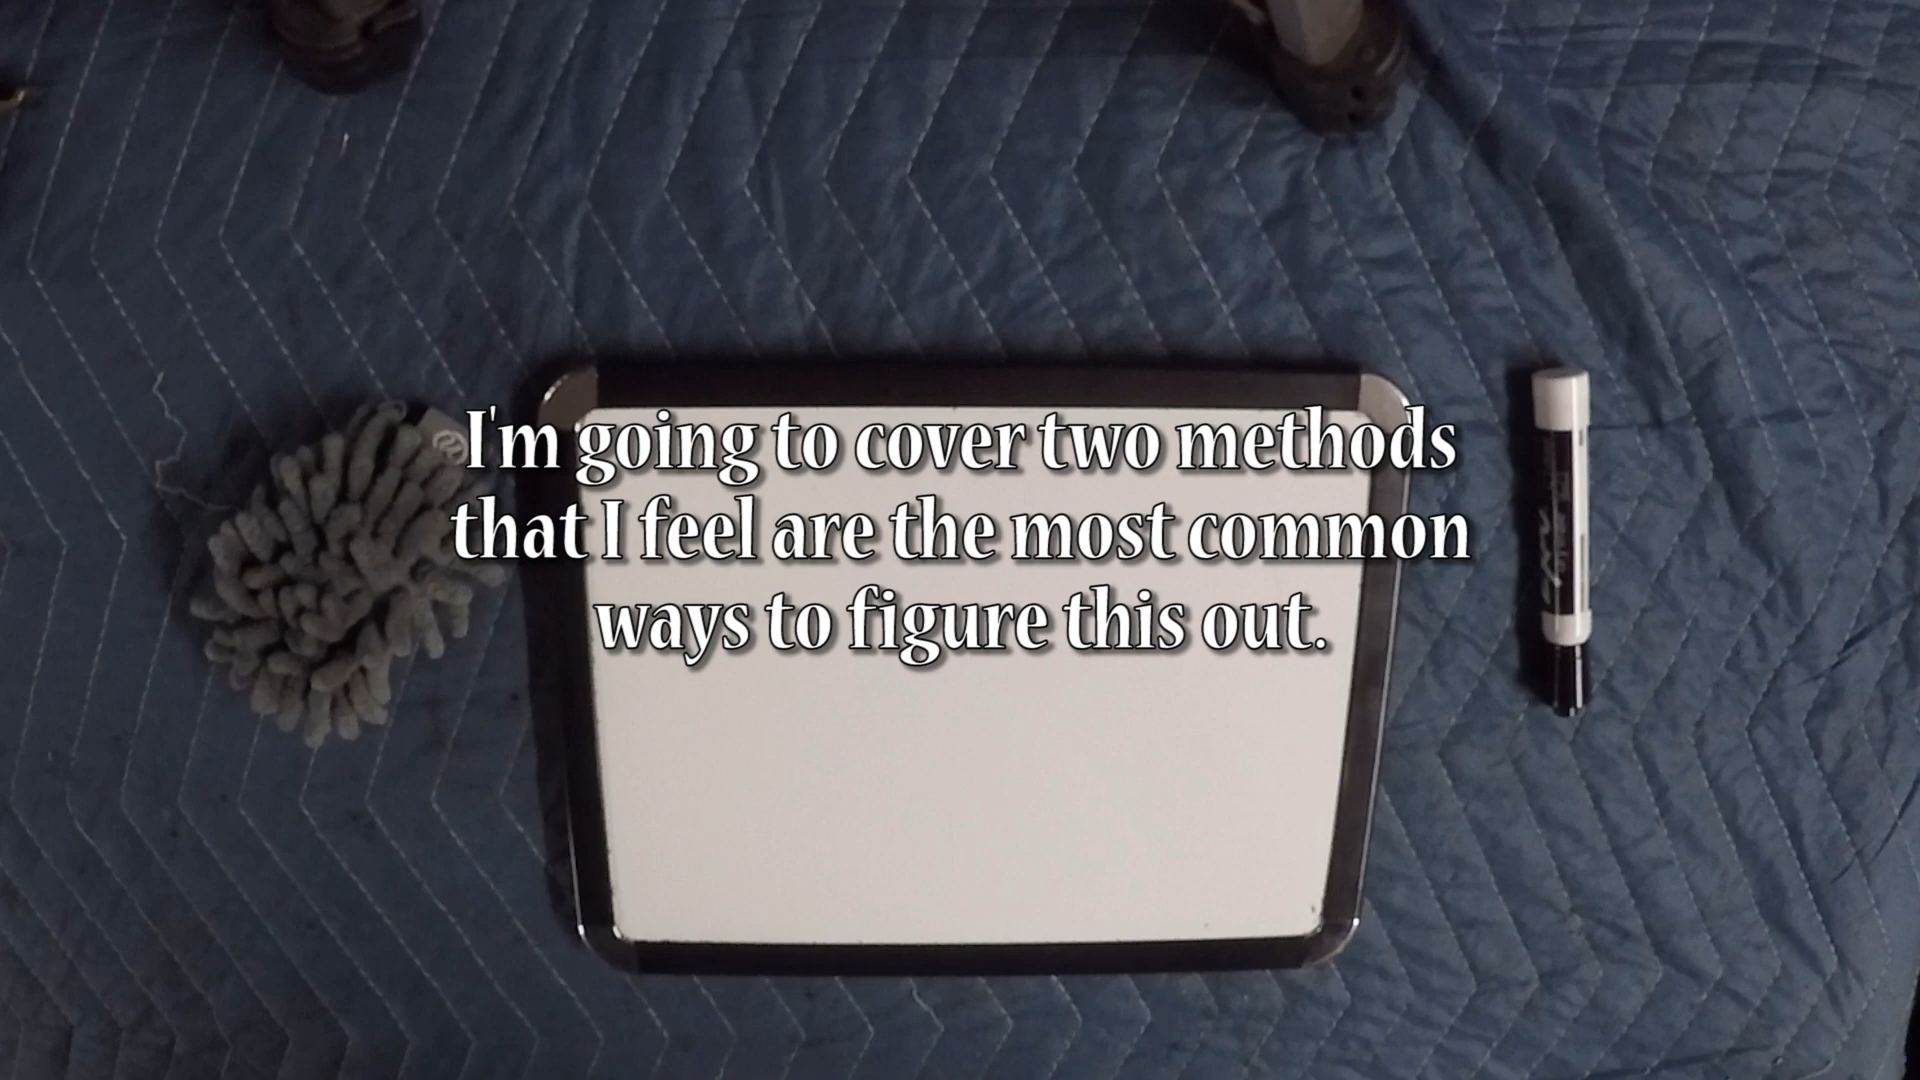 I'm going to cover two methods
that I feel are the most common
ways to figure this out.